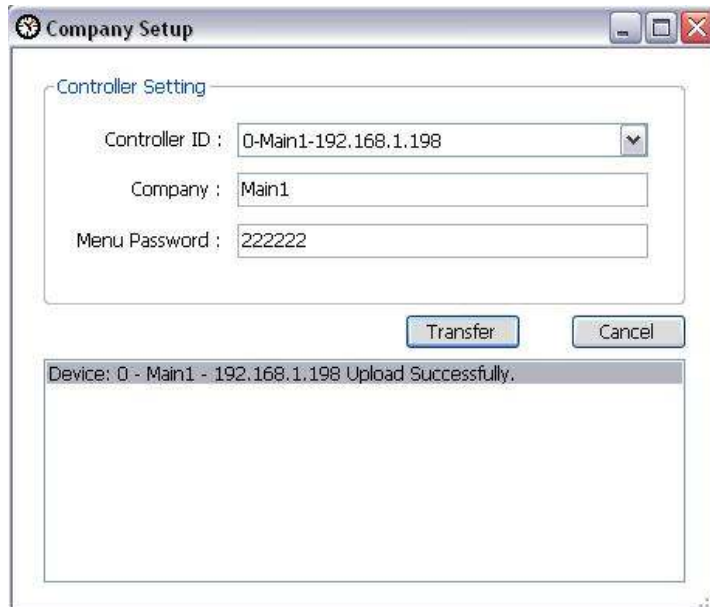 Company Setup
Controller Setting
Controller ID : 0-Main1-192.168.1.198
Company : Main1
Menu Password : 222222
Transfer Cancel
Device: 0 - Main1 - 192.168.1.198 Upload Successfully.